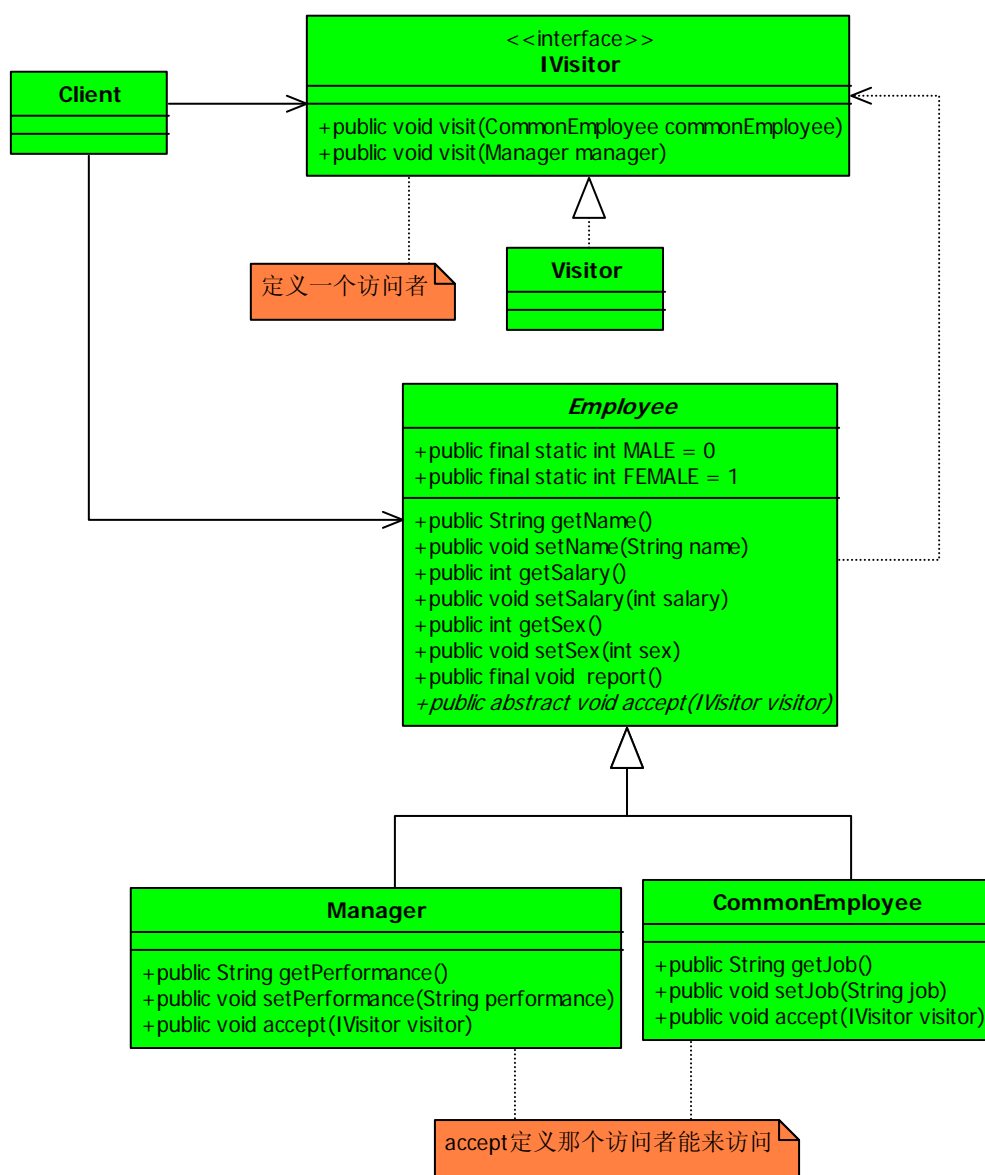 <<interface>>
IVisitor
+public void visit(CommonEmployee commonEmployee)
+public void visit(Manager manager)
Client
定义一个访问者
Visitor
Employee
+public final static int MALE = 0
+public final static int FEMALE = 1
+public String getName()
+public void setName(String name)
+public int getSalary()
+public void setSalary(int salary)
+public int getSex()
+public void setSex(int sex)
+public final void report()
+public abstract void accept(IVisitor visitor)
Manager
+public String getPerformance()
+public void setPerformance(String performance)
+public void accept(IVisitor visitor)
CommonEmployee
+public String getJob()
+public void setJob(String job)
+public void accept(IVisitor visitor)
accept定义那个访问者能来访问